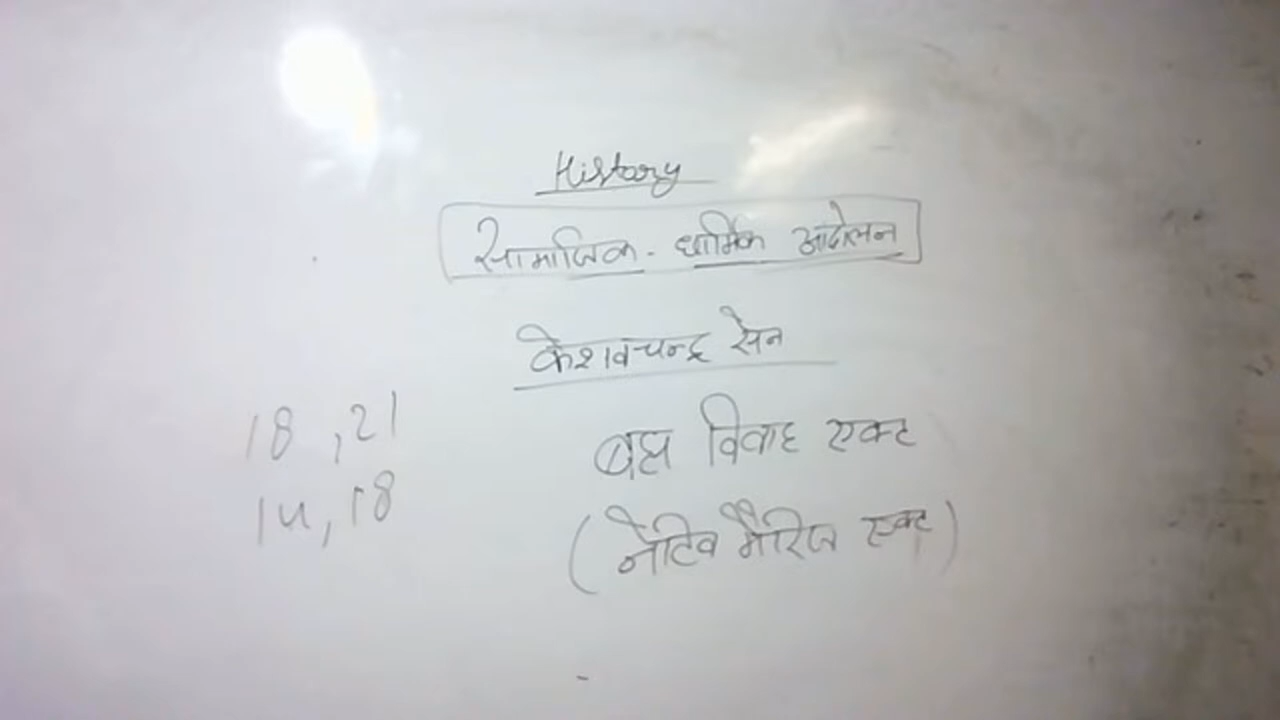 History
सामाजिक - धार्मिक आंदोलन
केशवचन्द्र सेन
18, 21
ब्रह्म विवाह एक्ट
14, 18
(नेटिव मैरिज एक्ट)